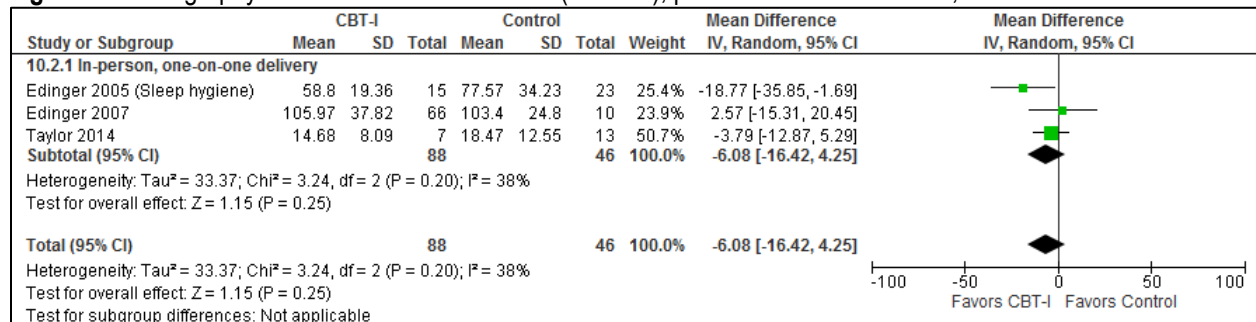 CBT-I Control Mean Difference Mean Difference
Study or Subgroup Mean SD Total Mean SD Total Weight IV, Random, 95% CI IV, Random, 95% CI
10.2.1 In-person, one-on-one delivery
Edinger 2005 (Sleep hygiene) 58.8 19.36 15 77.57 34.23 23 25.4% -18.77 [-35.85, -1.69]
Edinger 2007 105.97 37.82 66 103.4 24.8 10 23.9% 2.57 [-15.31, 20.45]
Taylor 2014 14.68 8.09 7 18.47 12.55 13 50.7% -3.79 [-12.87, 5.29]
Subtotal (95% CI) 88 46 100.0% -6.08 [-16.42, 4.25]
Heterogeneity: Tau² = 33.37; Chi² = 3.24, df = 2 (P = 0.20); I² = 38%
Test for overall effect: Z = 1.15 (P = 0.25)
Total (95% CI) 88 46 100.0% -6.08 [-16.42, 4.25]
Heterogeneity: Tau² = 33.37; Chi² = 3.24, df = 2 (P = 0.20); I² = 38%
Test for overall effect: Z = 1.15 (P = 0.25)
Test for subgroup differences: Not applicable
-100 -50 0 50 100
Favors CBT-I Favors Control